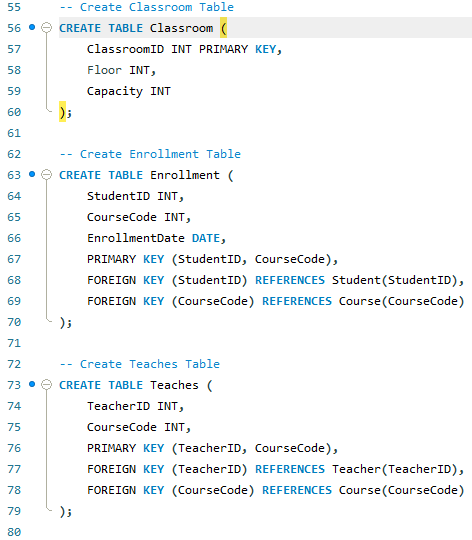 55 -- Create Classroom Table
56 CREATE TABLE Classroom (
57 ClassroomID INT PRIMARY KEY,
58 Floor INT,
59 Capacity INT
60 );
61
62 -- Create Enrollment Table
63 CREATE TABLE Enrollment (
64 StudentID INT,
65 CourseCode INT,
66 EnrollmentDate DATE,
67 PRIMARY KEY (StudentID, CourseCode),
68 FOREIGN KEY (StudentID) REFERENCES Student(StudentID),
69 FOREIGN KEY (CourseCode) REFERENCES Course(CourseCode)
70 );
71
72 -- Create Teaches Table
73 CREATE TABLE Teaches (
74 TeacherID INT,
75 CourseCode INT,
76 PRIMARY KEY (TeacherID, CourseCode),
77 FOREIGN KEY (TeacherID) REFERENCES Teacher(TeacherID),
78 FOREIGN KEY (CourseCode) REFERENCES Course(CourseCode)
79 );
80